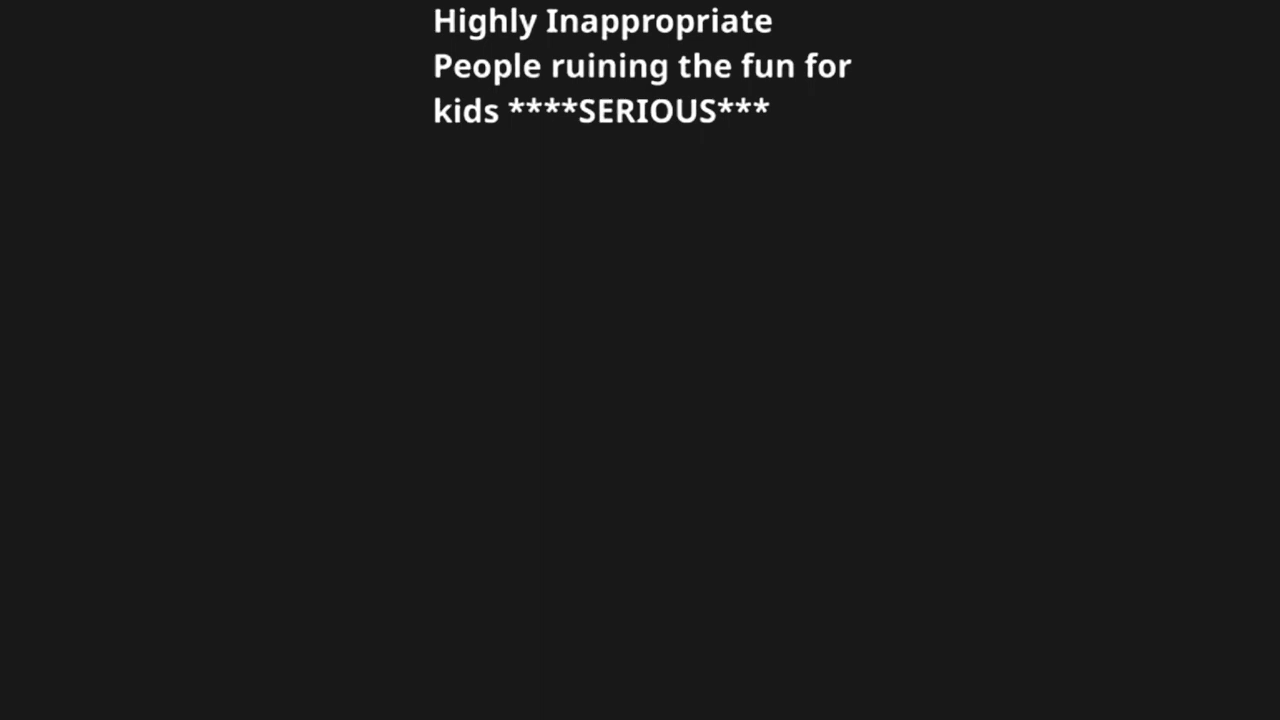 Highly Inappropriate
People ruining the fun for
kids ****SERIOUS***